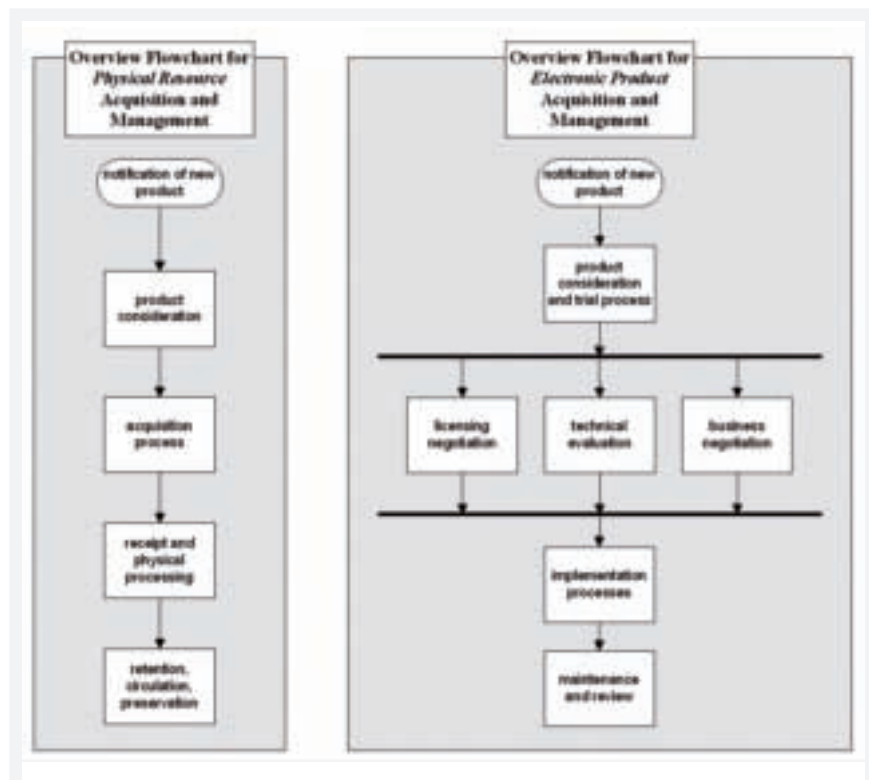 Overview Flowchart for
Physical Resource
Acquisition and
Management
notification of new
product
product
consideration
acquisition
process
receipt and
physical
processing
retention,
circulation,
preservation
Overview Flowchart for
Electronic Product
Acquisition and
Management
notification of new
product
product
consideration
and trial process
licensing
negotiation
technical
evaluation
business
negotiation
implementation
processes
maintenance
and review